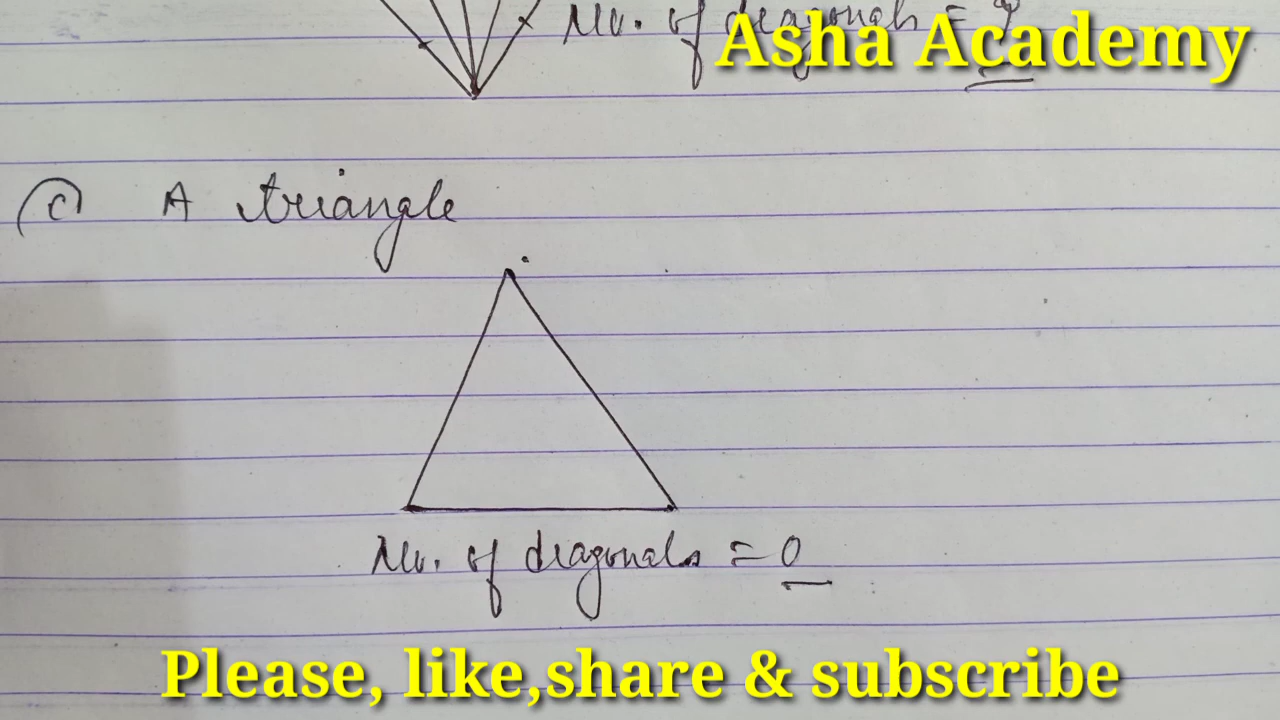 No. of diagonals =
Asha Academy
(C) A triangle
No. of diagonals = 0
Please, like,share & subscribe